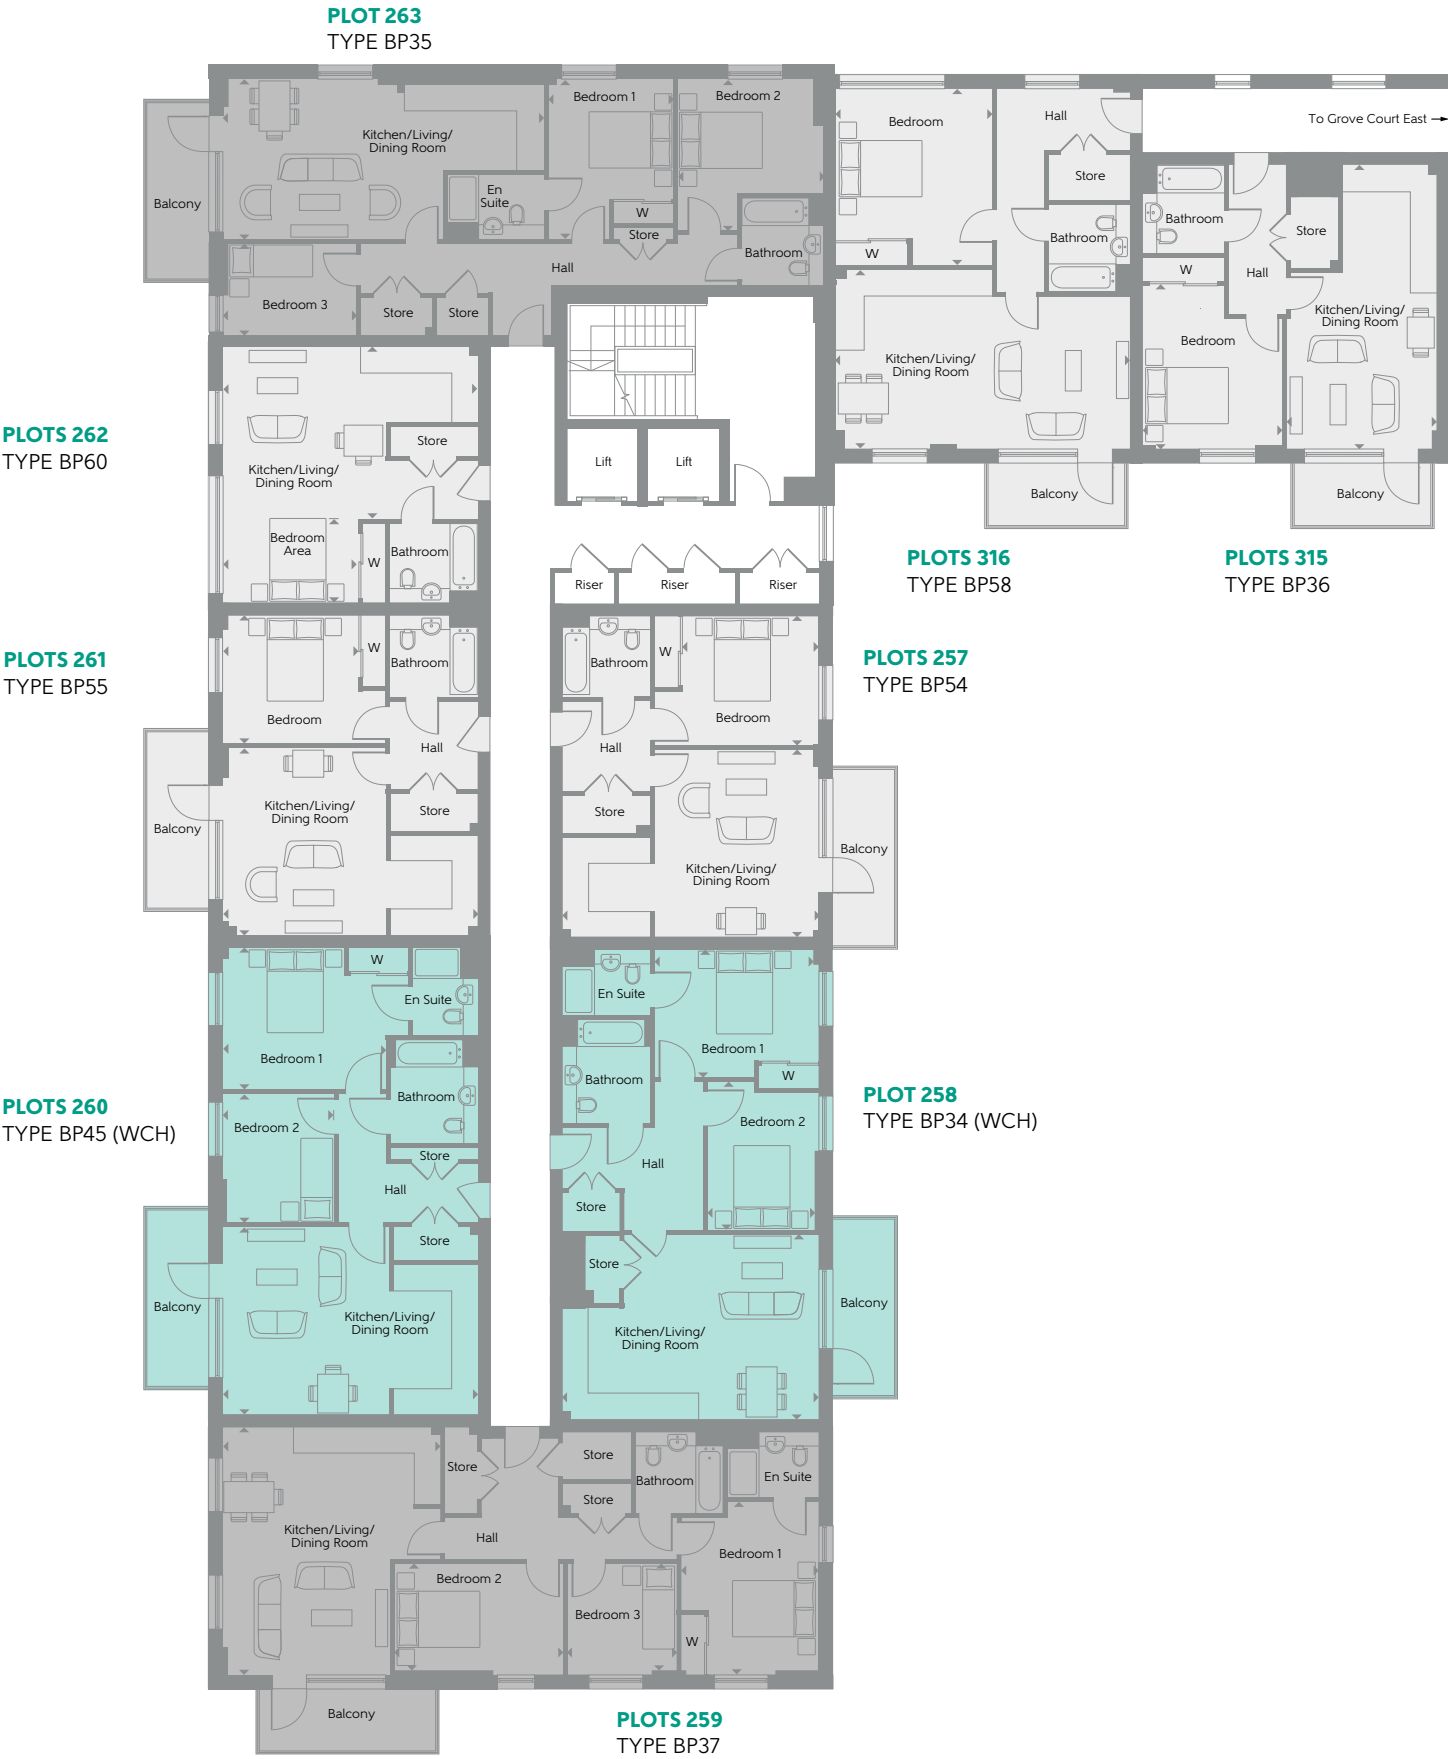 PLOT 263
TYPE BP35
Kitchen/Living/
Dining Room
Bedroom 1
Bedroom 2
En
Suite
W
Store
Bathroom
Balcony
Hall
Bedroom 3
Store
Store
Bedroom
Hall
Store
Bathroom
W
Kitchen/Living/
Dining Room
Balcony
PLOTS 316
TYPE BP58
To Grove Court East
Bathroom
Store
W
Hall
Kitchen/Living/
Dining Room
Bedroom
Balcony
PLOTS 315
TYPE BP36
PLOTS 262
TYPE BP60
Store
Kitchen/Living/
Dining Room
Bedroom
Area
W
Bathroom
Lift
Lift
Riser
Riser
Riser
PLOTS 261
TYPE BP55
W
Bathroom
Bedroom
Hall
Kitchen/Living/
Dining Room
Store
Balcony
PLOTS 257
TYPE BP54
Bathroom
W
Bedroom
Hall
Store
Kitchen/Living/
Dining Room
Balcony
PLOTS 260
TYPE BP45 (WCH)
W
En Suite
Bedroom 1
Bathroom
Bedroom 2
Store
Hall
Store
Balcony
Kitchen/Living/
Dining Room
PLOT 258
TYPE BP34 (WCH)
En Suite
Bedroom 1
W
Bathroom
Bedroom 2
Hall
Store
Store
Kitchen/Living/
Dining Room
Balcony
Store
Store
Store
Bathroom
En Suite
Kitchen/Living/
Dining Room
Hall
Bedroom 1
Bedroom 2
Bedroom 3
W
Balcony
PLOTS 259
TYPE BP37